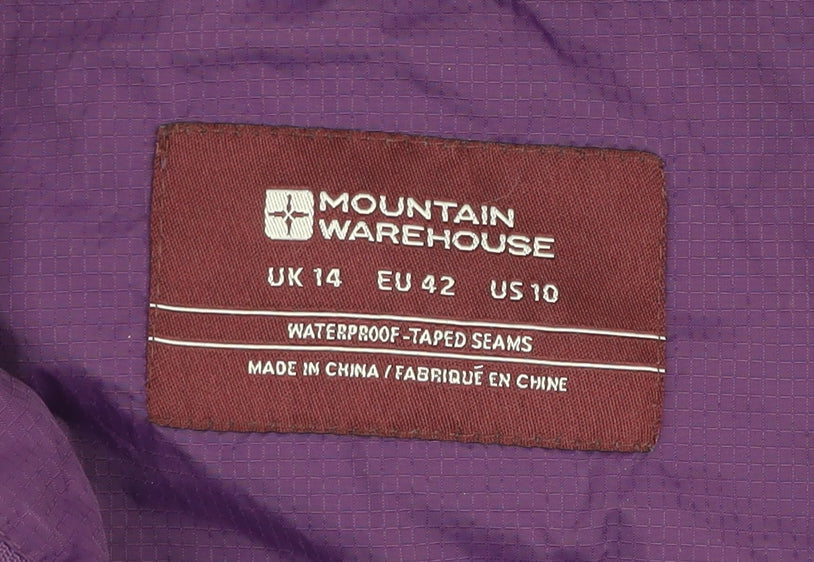 MOUNTAIN
WAREHOUSE
UK 14 EU 42 US 10
WATERPROOF-TAPED SEAMS
MADE IN CHINA / FABRIQUÉ EN CHINE